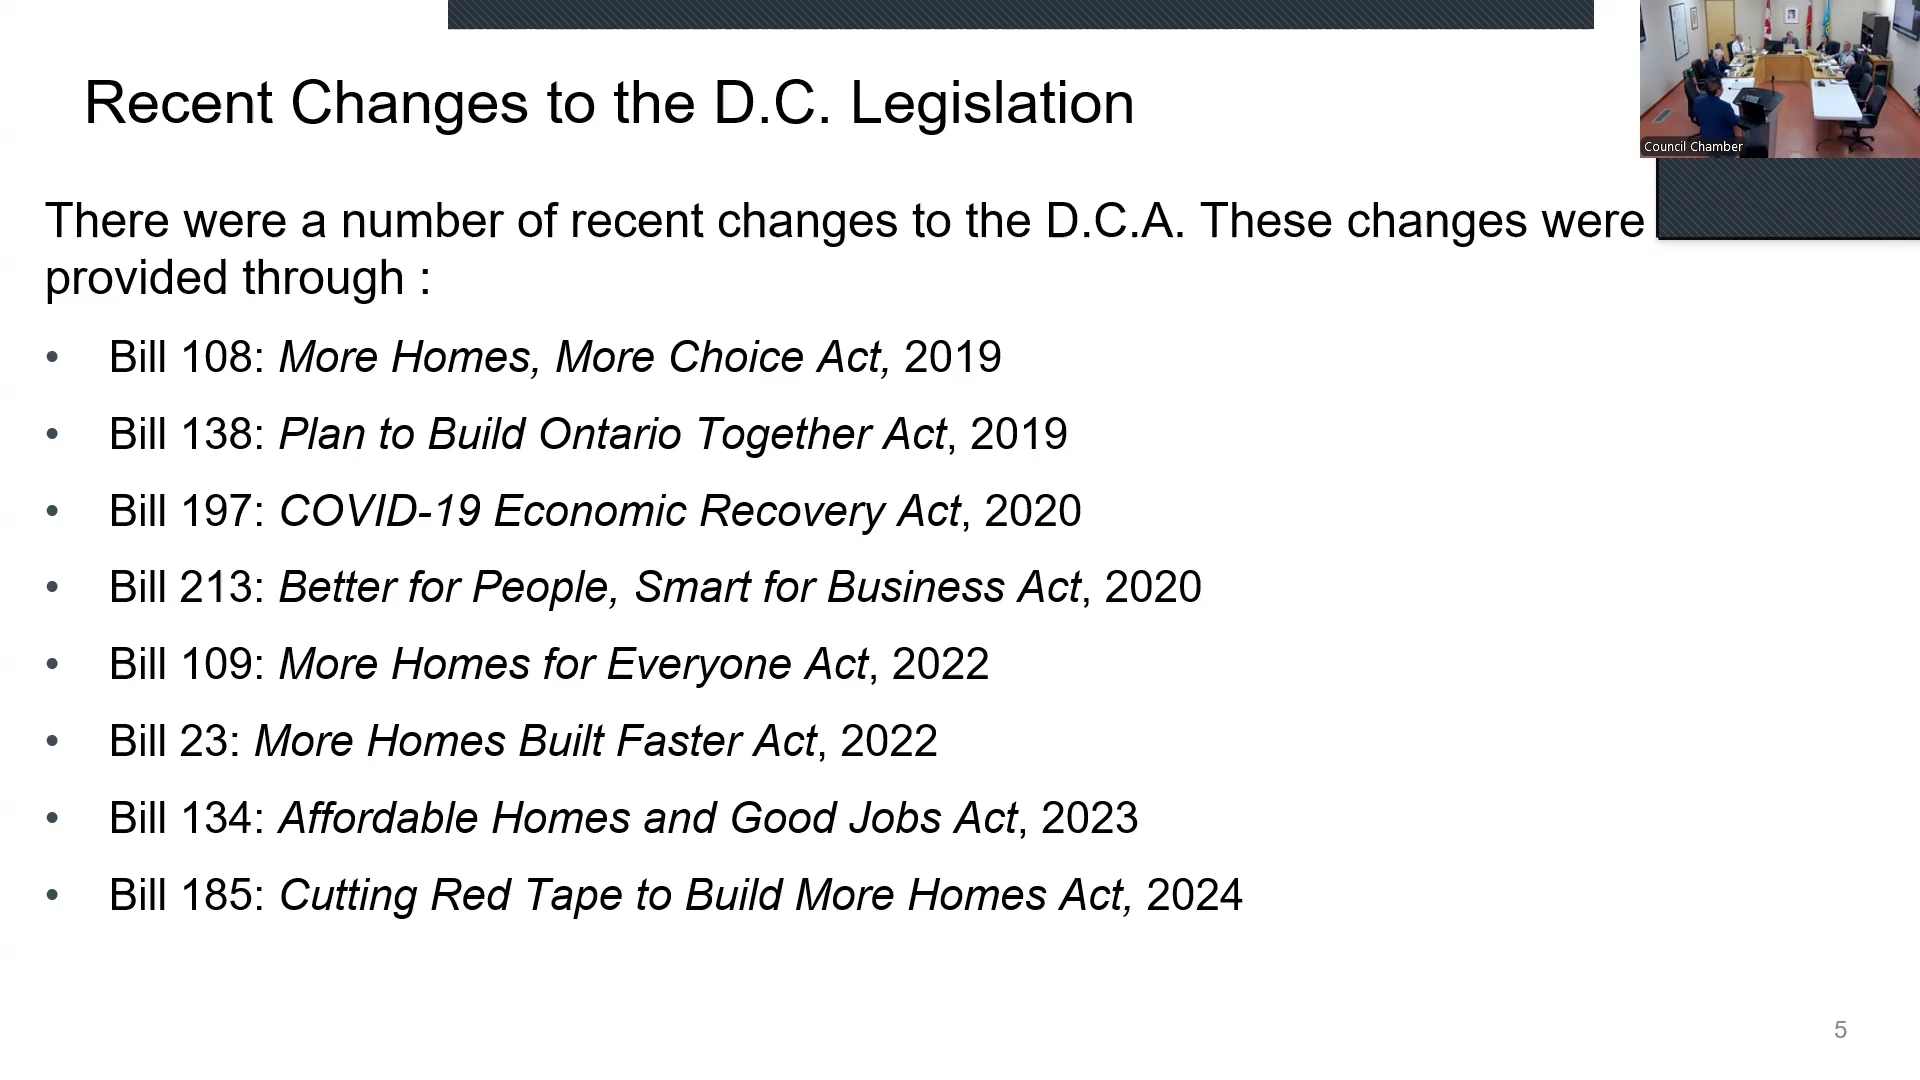 Recent Changes to the D.C. Legislation
Council Chamber
There were a number of recent changes to the D.C.A. These changes were
provided through :
• Bill 108: More Homes, More Choice Act, 2019
• Bill 138: Plan to Build Ontario Together Act, 2019
• Bill 197: COVID-19 Economic Recovery Act, 2020
• Bill 213: Better for People, Smart for Business Act, 2020
• Bill 109: More Homes for Everyone Act, 2022
• Bill 23: More Homes Built Faster Act, 2022
• Bill 134: Affordable Homes and Good Jobs Act, 2023
• Bill 185: Cutting Red Tape to Build More Homes Act, 2024
5